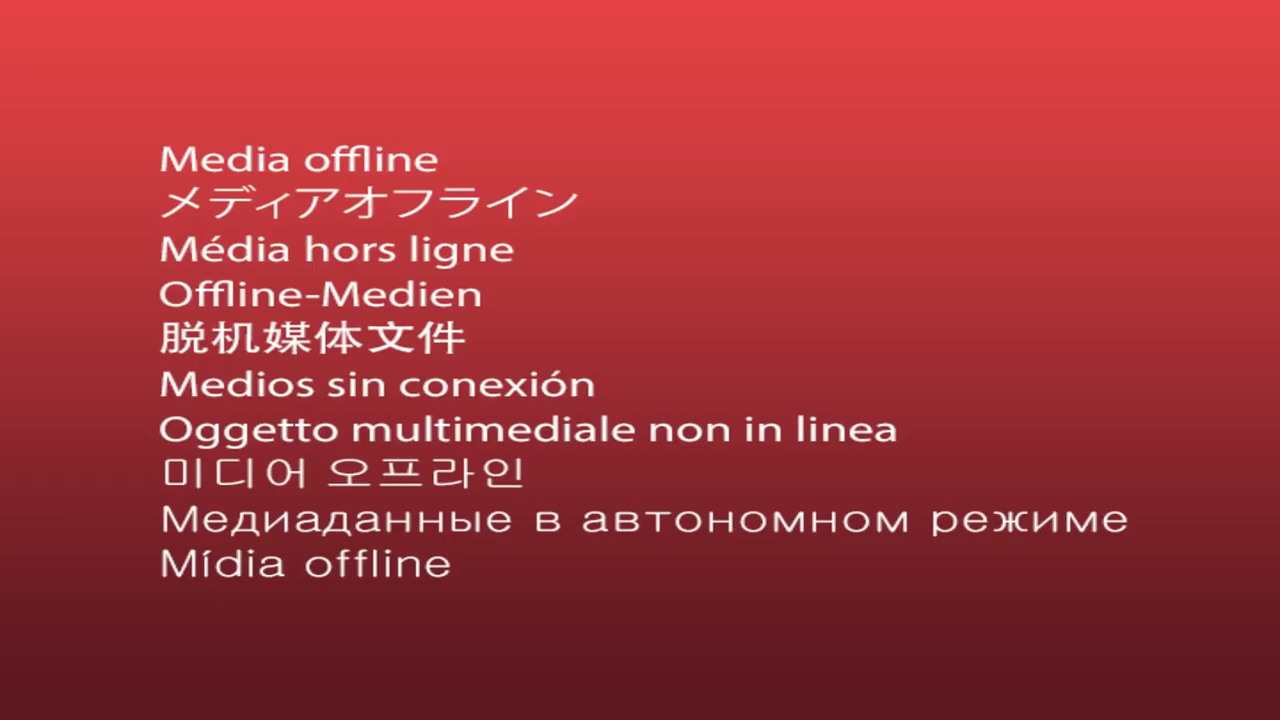 Media offline
メディアオフライン
Média hors ligne
Offline-Medien
脱机媒体文件
Medios sin conexión
Oggetto multimediale non in linea
미디어 오프라인
Медиаданные в автономном режиме
Mídia offline